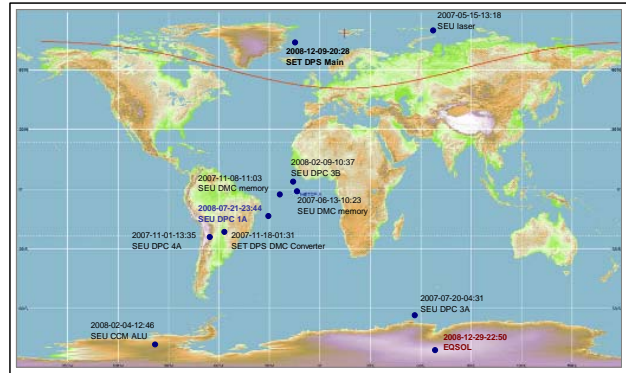 2007-05-15-13:18
SEU laser
2008-12-09-20:28
SET DPS Main
2008-02-09-10:37
SEU DPC 3B
2007-11-08-11:03
SEU DMC memory
2007-06-13-10:23
SEU DMC memory
2008-07-21-23:44
SEU DPC 1A
2007-11-01-13:35
SEU DPC 4A
2007-11-18-01:31
SET DPS DMC Converter
2007-07-20-04:31
SEU DPC 3A
2008-02-04-12:46
SEU CCM ALU
2008-12-29-22:50
EQSOL